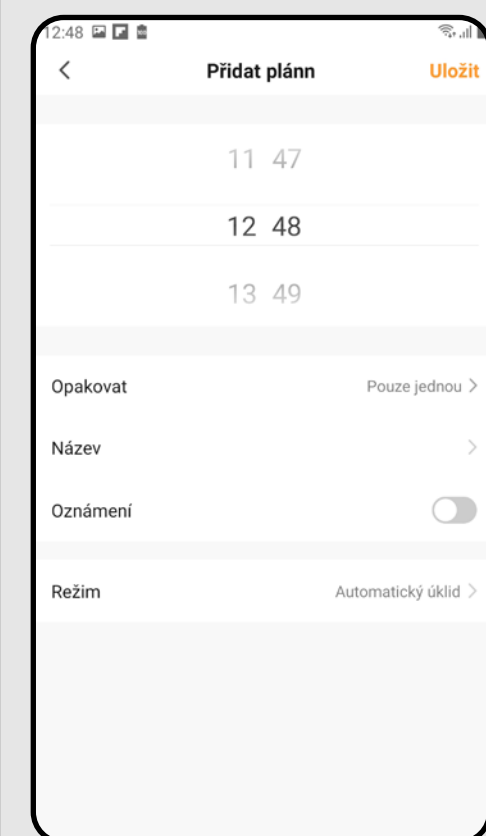 12:48
Přidat plánn Uložit
11 47
12 48
13 49
Opakovat Pouze jednou
Název
Oznámení
Režim Automatický úklid